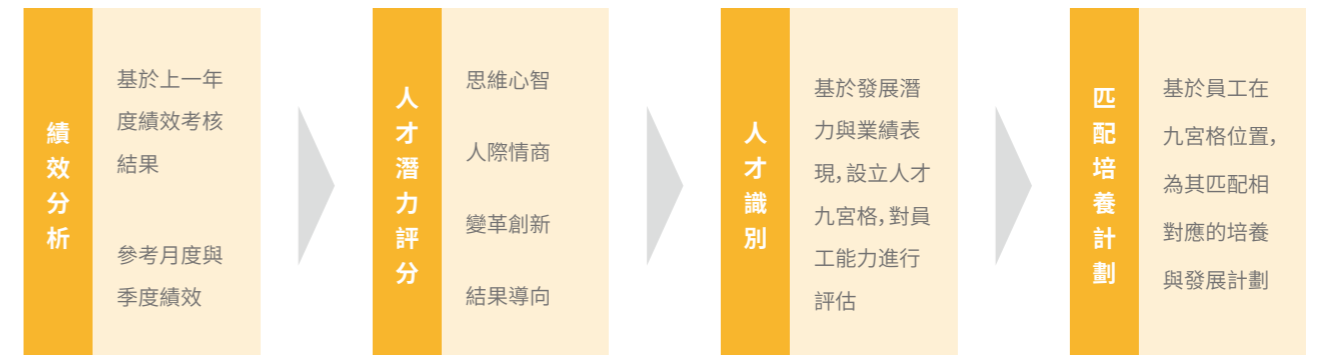 績效分析
基於上一年
度績效考核
結果
參考月度與
季度績效
人才潛力評分
思維心智
人際情商
變革創新
結果導向
人才識別
基於發展潛
力與業績表
現,設立人才
九宮格,對員
工能力進行
評估
匹配培養計劃
基於員工在
九宮格位置,
為其匹配相
對應的培養
與發展計劃